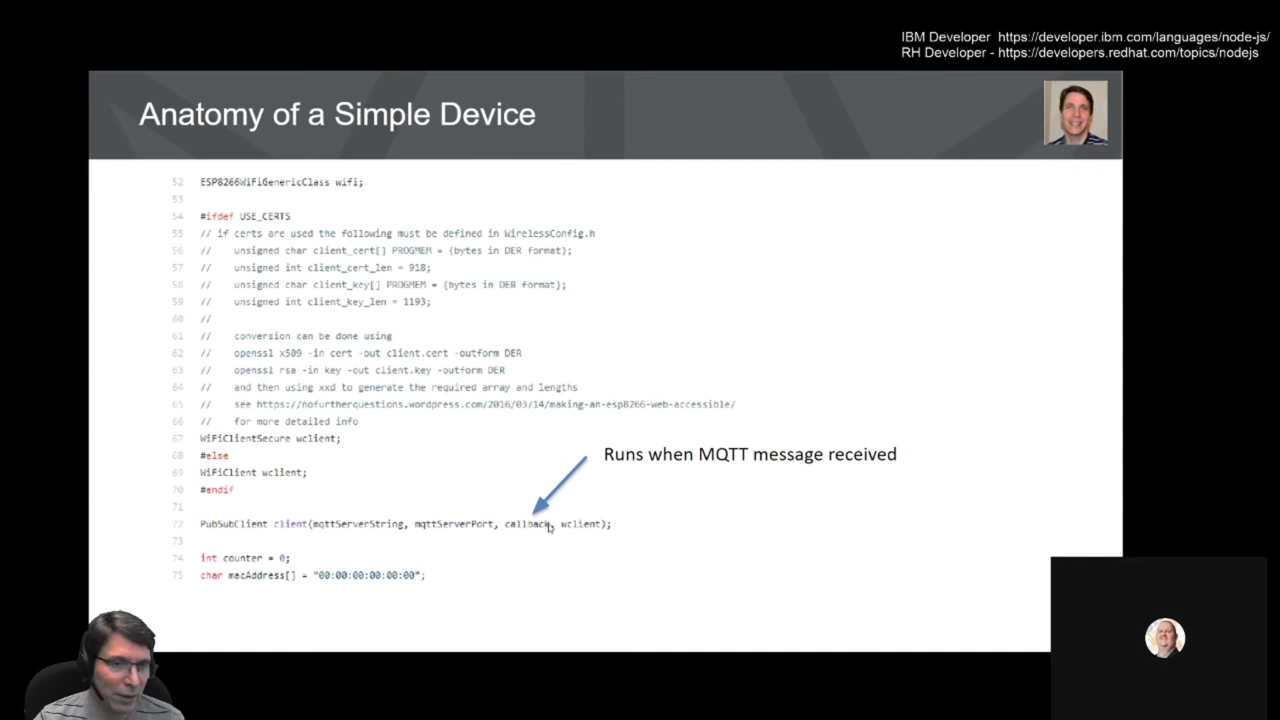 IBM Developer  https://developer.ibm.com/languages/node-js/
RH Developer - https://developers.redhat.com/topics/nodejs
Anatomy of a Simple Device
52 ESP8266WiFiGenericClass wifi;
53
54 #ifdef USE_CERTS
55 // if certs are used the following must be defined in WirelessConfig.h
56 //    unsigned char client_cert[] PROGMEM = {bytes in DER format};
57 //    unsigned int client_cert_len = 918;
58 //    unsigned char client_key[] PROGMEM = {bytes in DER format};
59 //    unsigned int client_key_len = 1193;
60 //
61 //    conversion can be done using
62 //    openssl x509 -in cert -out client.cert -outform DER
63 //    openssl rsa -in key -out client.key -outform DER
64 //    and then using xxd to generate the required array and lengths
65 //    see https://nofurtherquestions.wordpress.com/2016/03/14/making-an-esp8266-web-accessible/
66 //    for more detailed info
67 WiFiClientSecure wclient;
68 #else
69 WiFiClient wclient;
70 #endif
Runs when MQTT message received
71
72 PubSubClient client(mqttServerString, mqttServerPort, callback, wclient);
73
74 int counter = 0;
75 char macAddress[] = "00:00:00:00:00:00";